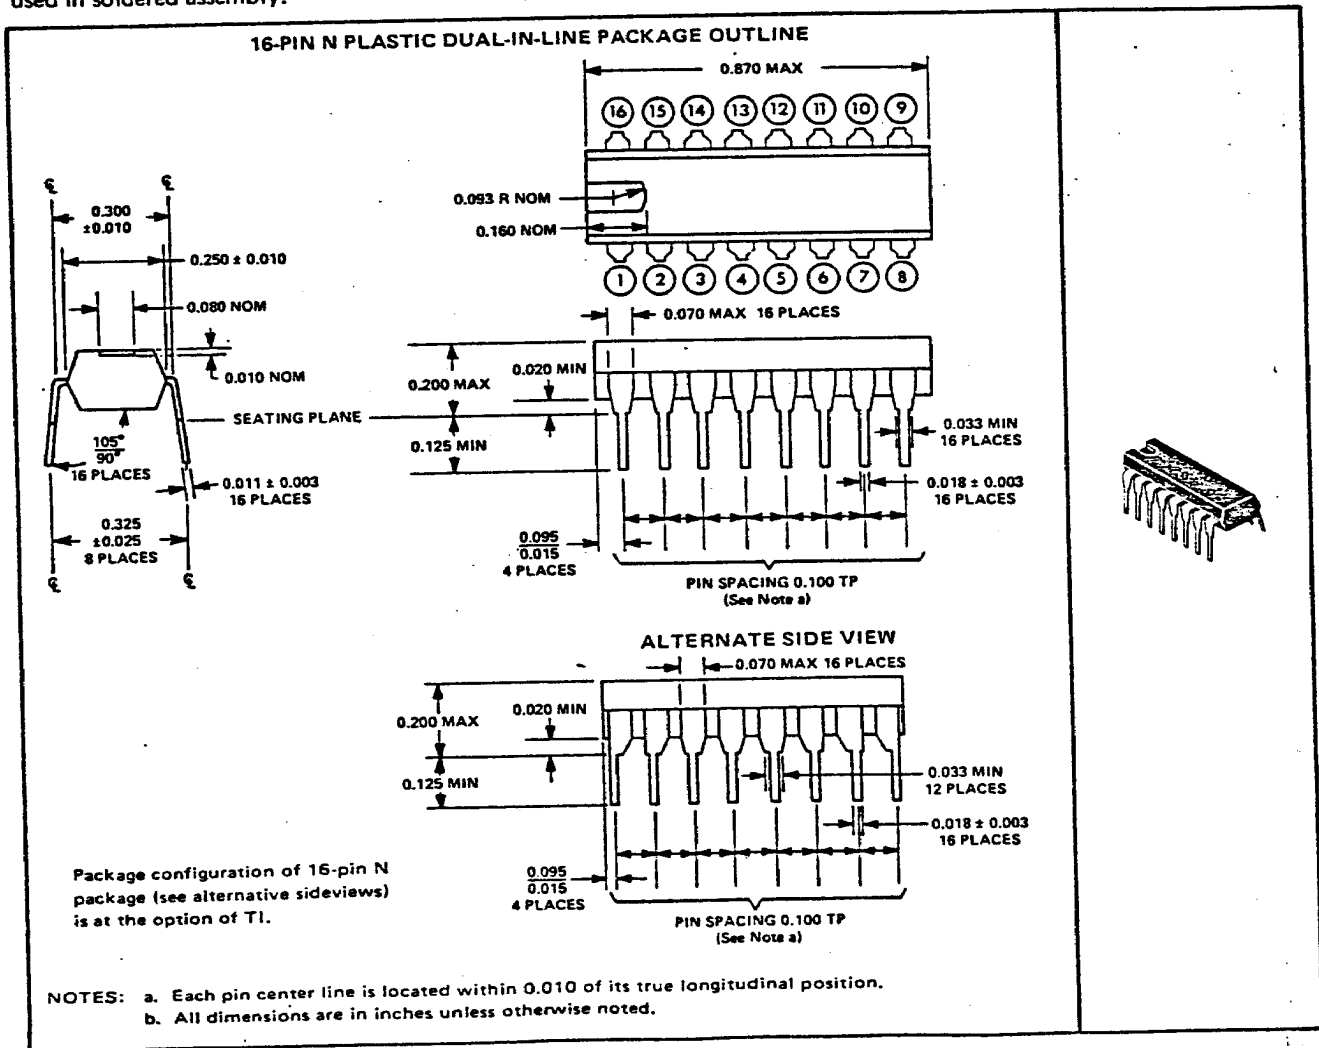 used in soldered assembly.
16-PIN N PLASTIC DUAL-IN-LINE PACKAGE OUTLINE
0.870 MAX
16 15 14 13 12 11 10 9
0.093 R NOM
0.160 NOM
1 2 3 4 5 6 7 8
℄ ℄
0.300
±0.010
0.250 ± 0.010
0.080 NOM
0.010 NOM
SEATING PLANE
105°
90°
16 PLACES
0.011 ± 0.003
16 PLACES
0.325
±0.025
8 PLACES
℄ ℄
0.070 MAX 16 PLACES
0.020 MIN
0.200 MAX
0.125 MIN
0.033 MIN
16 PLACES
0.018 ± 0.003
16 PLACES
0.095
0.015
4 PLACES
PIN SPACING 0.100 TP
(See Note a)
ALTERNATE SIDE VIEW
0.070 MAX 16 PLACES
0.020 MIN
0.200 MAX
0.125 MIN
0.033 MIN
12 PLACES
0.018 ± 0.003
16 PLACES
0.095
0.015
4 PLACES
PIN SPACING 0.100 TP
(See Note a)
Package configuration of 16-pin N
package (see alternative sideviews)
is at the option of TI.
NOTES: a. Each pin center line is located within 0.010 of its true longitudinal position.
b. All dimensions are in inches unless otherwise noted.